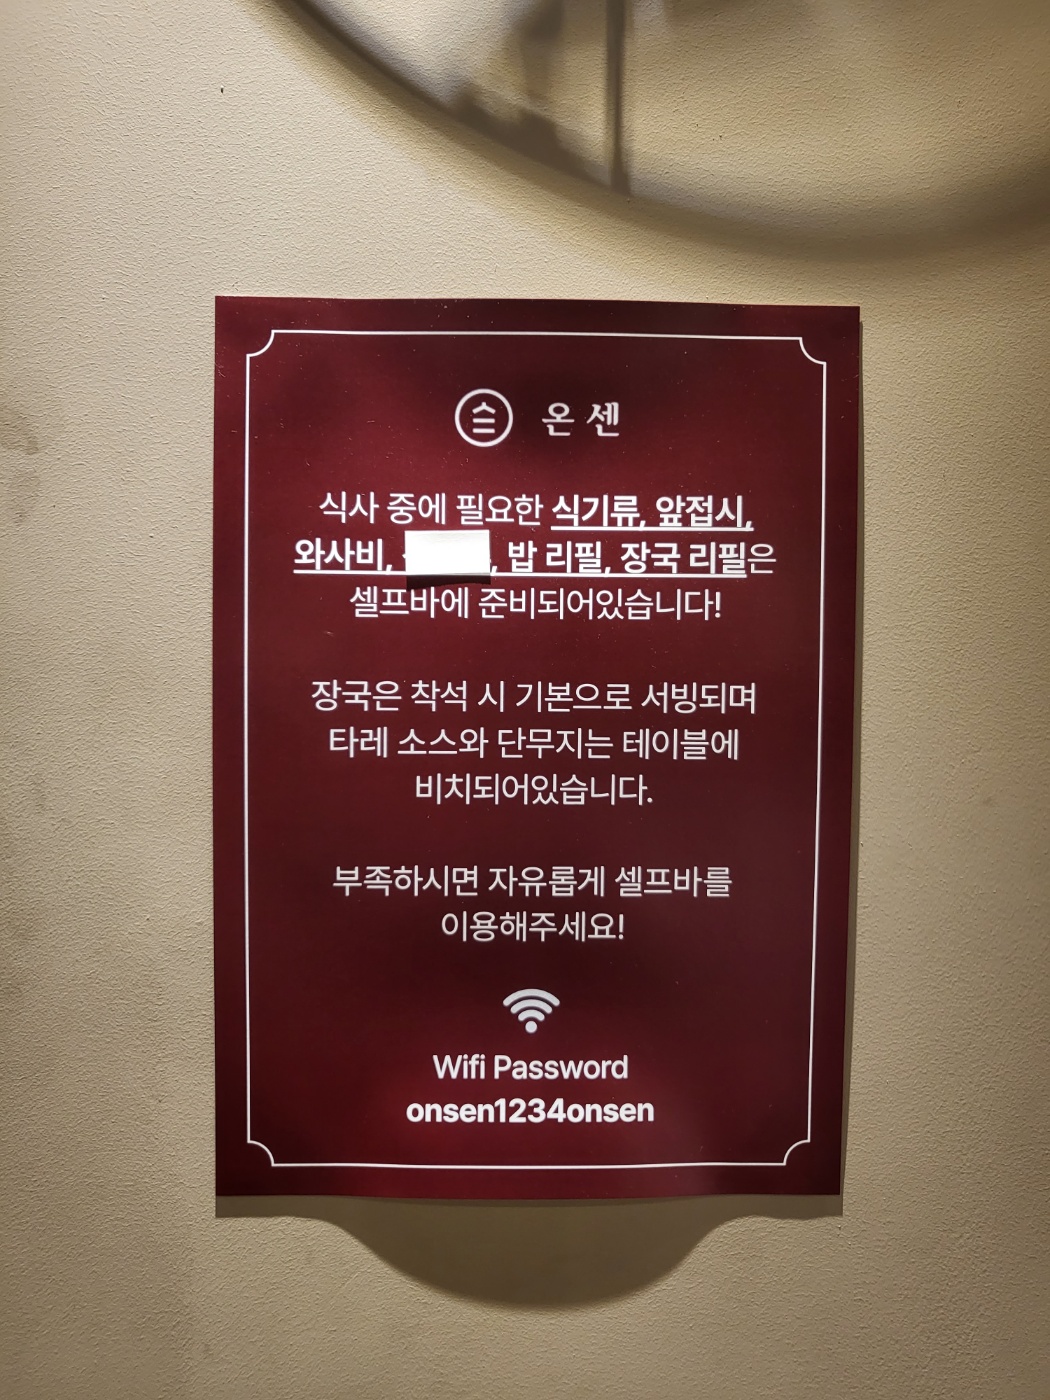 온센
식사 중에 필요한 식기류, 앞접시,
와사비, , 밥 리필, 장국 리필은
셀프바에 준비되어있습니다!
장국은 착석 시 기본으로 서빙되며
타레 소스와 단무지는 테이블에
비치되어있습니다.
부족하시면 자유롭게 셀프바를
이용해주세요!
Wifi Password
onsen1234onsen